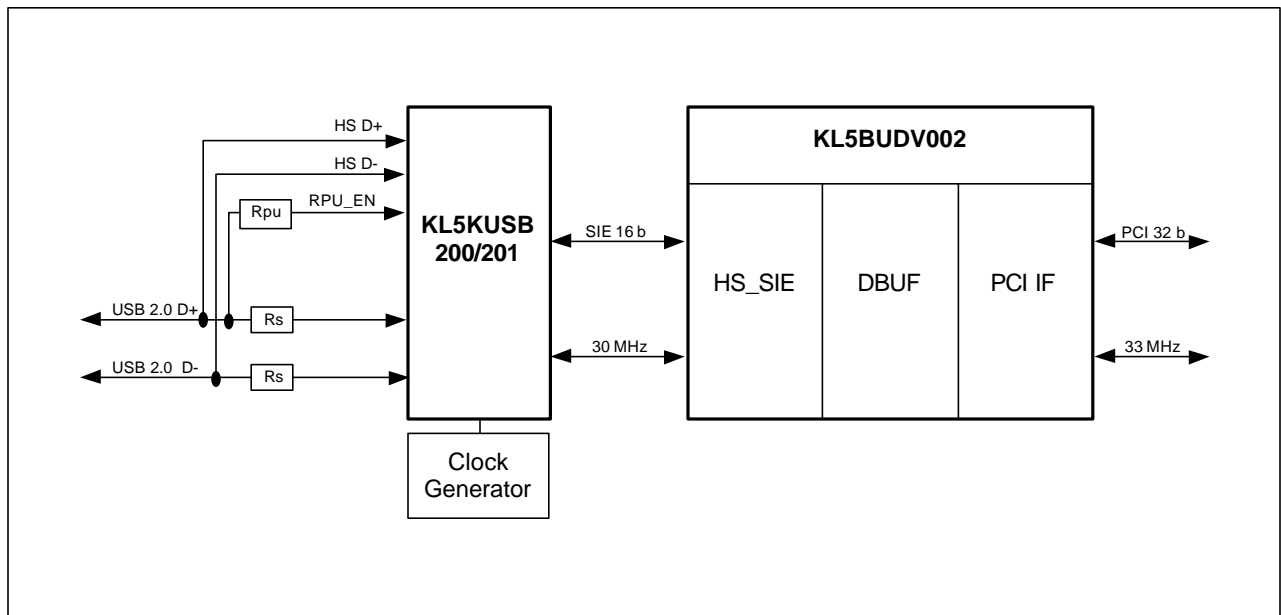 HS D+
HS D-
RPU_EN
Rpu
KL5KUSB
200/201
USB 2.0 D+
Rs
USB 2.0 D-
Rs
Clock
Generator
SIE 16 b
30 MHz
KL5BUDV002
HS_SIE
DBUF
PCI IF
PCI 32 b
33 MHz